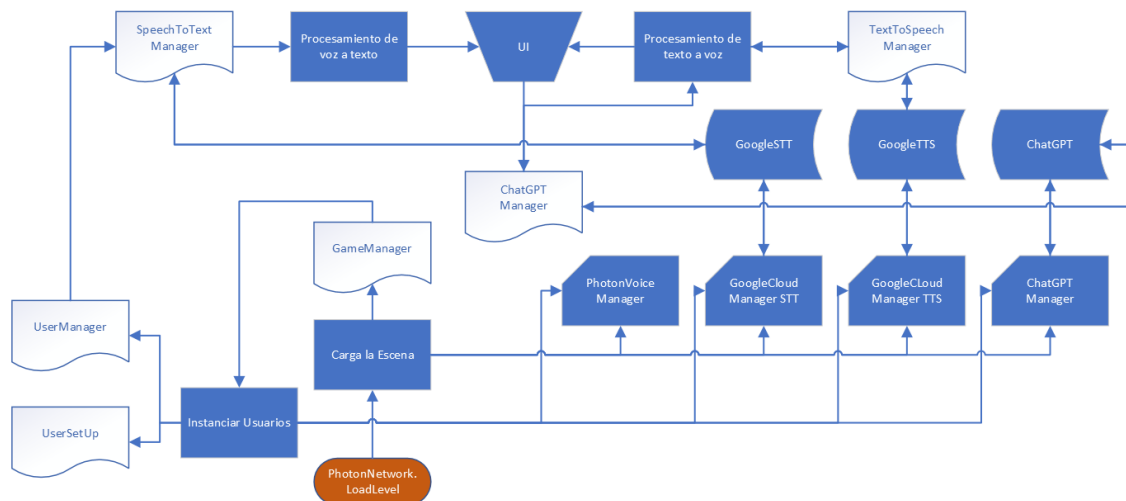 SpeechToText
Manager
Procesamiento de
voz a texto
UI
Procesamiento de
texto a voz
TextToSpeech
Manager
GoogleSTT
GoogleTTS
ChatGPT
ChatGPT
Manager
GameManager
PhotonVoice
Manager
GoogleCloud
Manager STT
GoogleCLoud
Manager TTS
ChatGPT
Manager
UserManager
Carga la Escena
Instanciar Usuarios
UserSetUp
PhotonNetwork.
LoadLevel